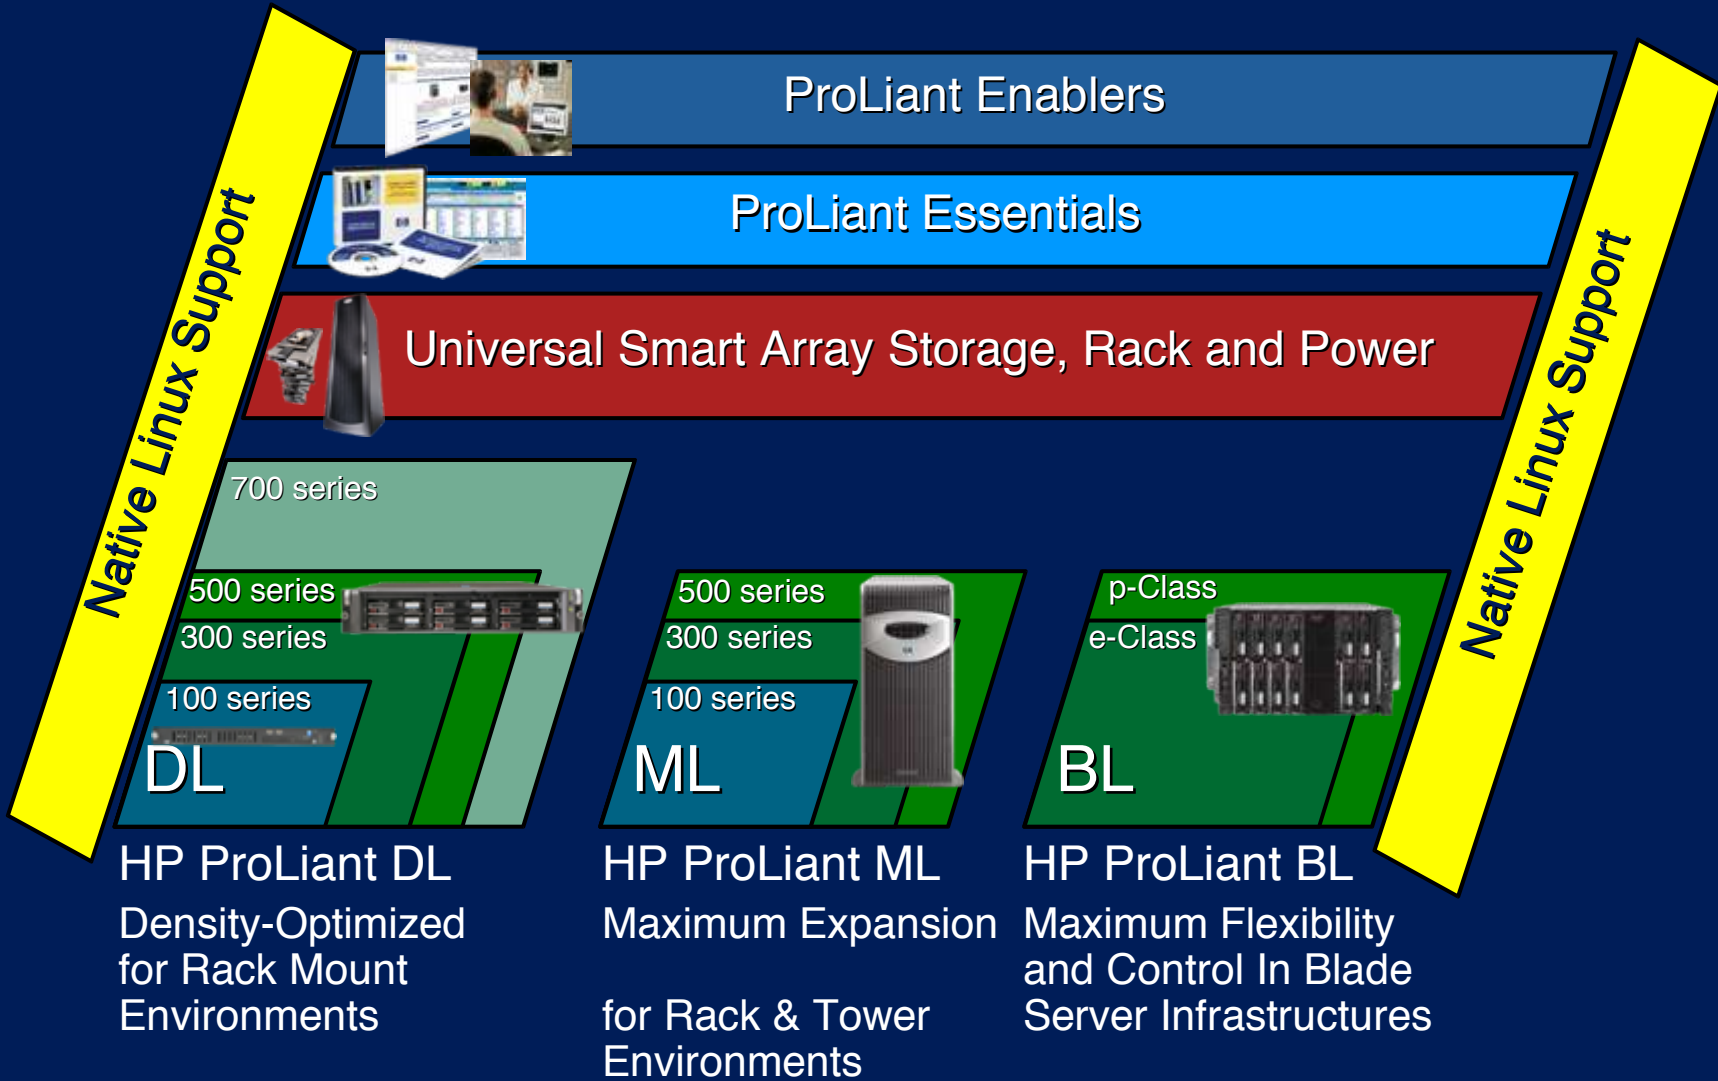 ProLiant Enablers
ProLiant Essentials
Universal Smart Array Storage, Rack and Power
Native Linux Support
Native Linux Support
700 series
500 series
300 series
100 series
DL
500 series
300 series
100 series
ML
p-Class
e-Class
BL
HP ProLiant DL
Density-Optimized
for Rack Mount
Environments
HP ProLiant ML
Maximum Expansion
for Rack & Tower
Environments
HP ProLiant BL
Maximum Flexibility
and Control In Blade
Server Infrastructures